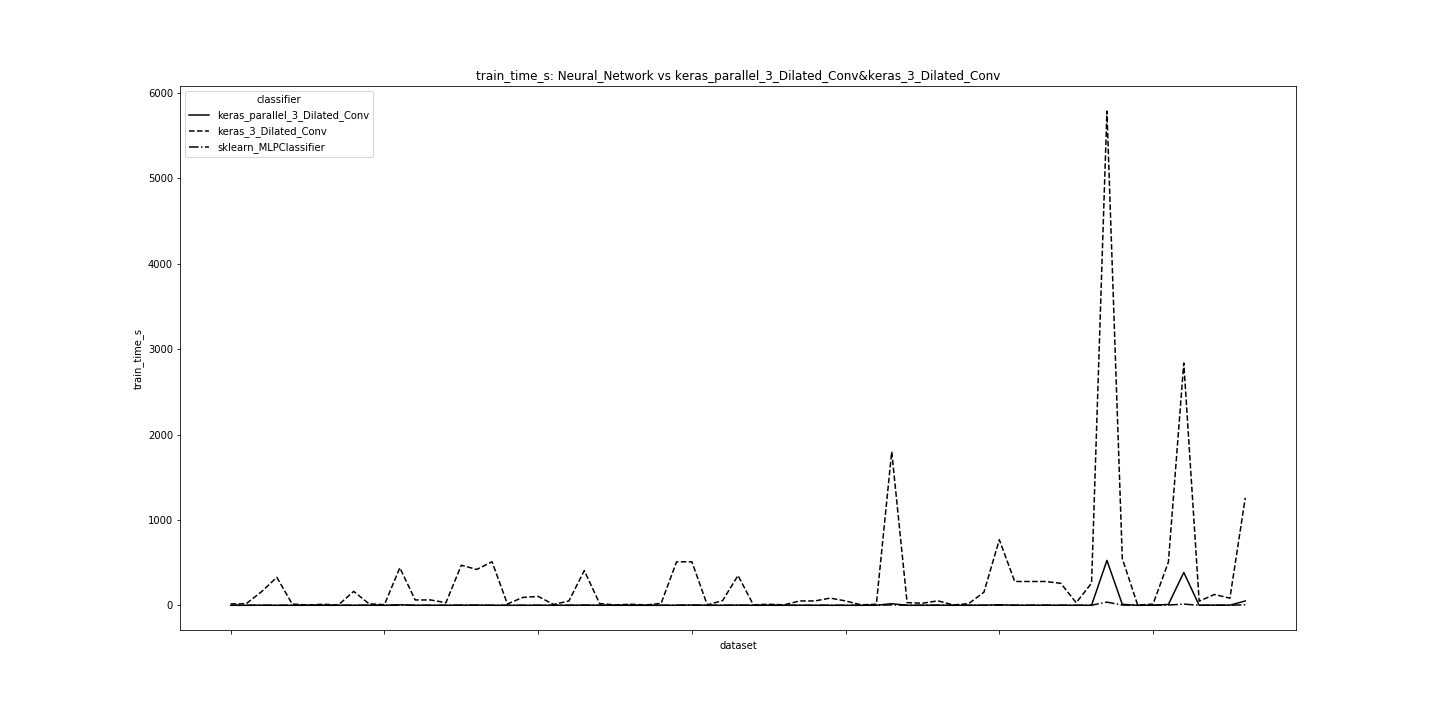 train_time_s: Neural_Network vs keras_parallel_3_Dilated_Conv&keras_3_Dilated_Conv
classifier
keras_parallel_3_Dilated_Conv
keras_3_Dilated_Conv
sklearn_MLPClassifier
6000
5000
4000
3000
2000
1000
0
train_time_s
dataset